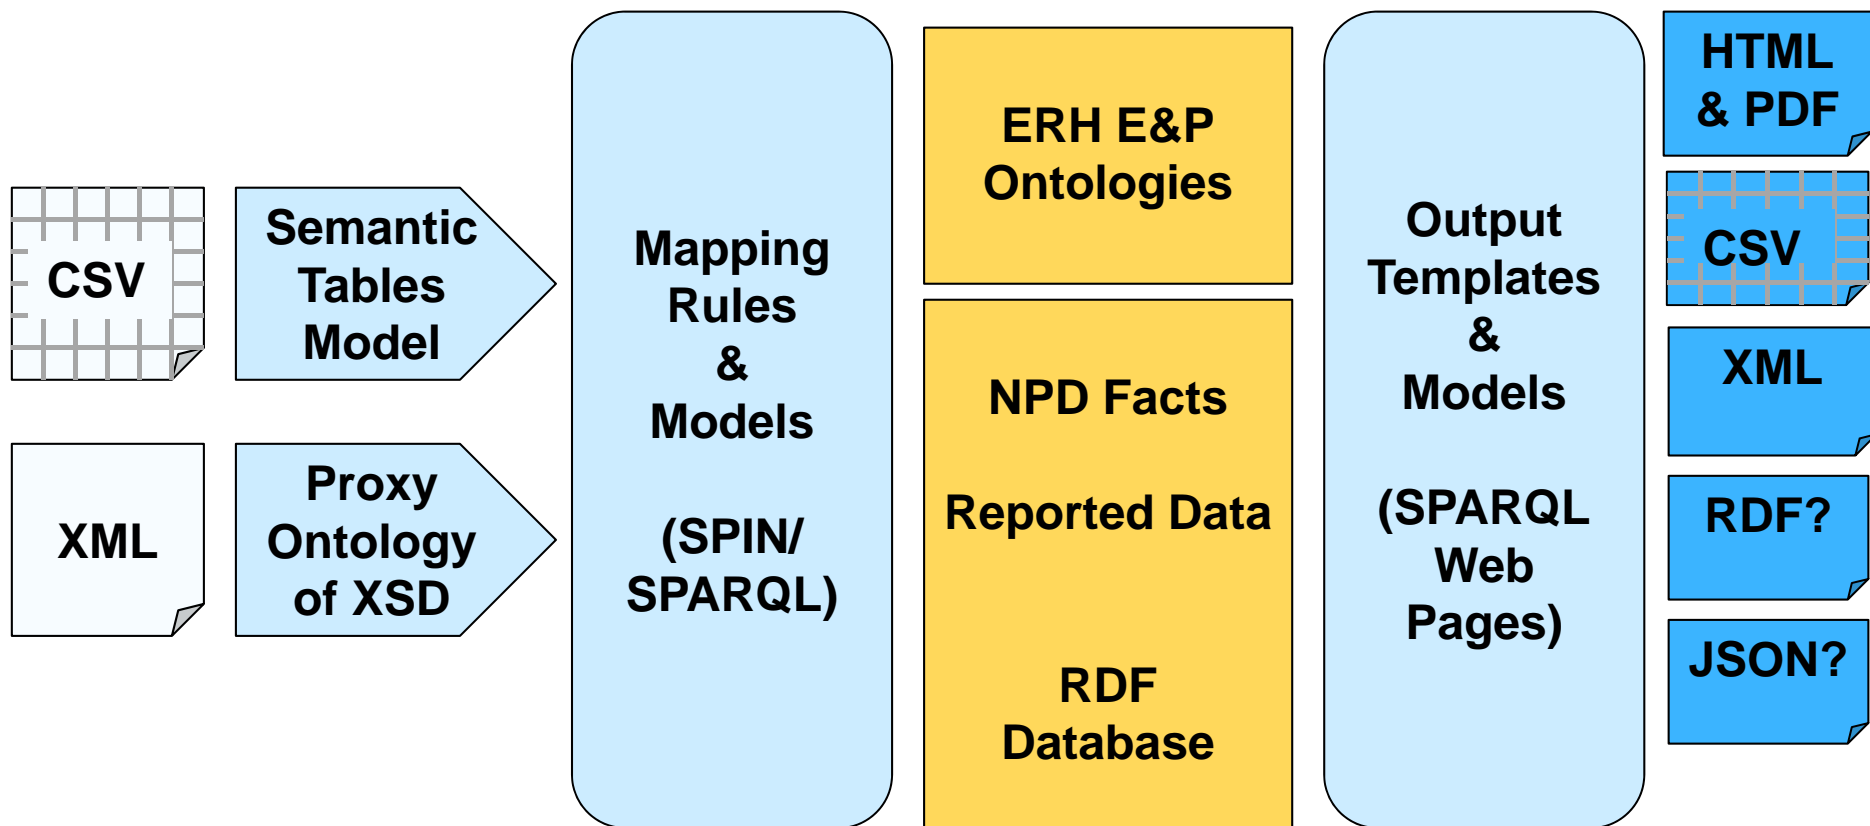 CSV
XML
Semantic
Tables
Model
Proxy
Ontology
of XSD
Mapping
Rules
&
Models
(SPIN/
SPARQL)
ERH E&P
Ontologies
NPD Facts
Reported Data
RDF
Database
Output
Templates
&
Models
(SPARQL
Web
Pages)
HTML
& PDF
CSV
XML
RDF?
JSON?